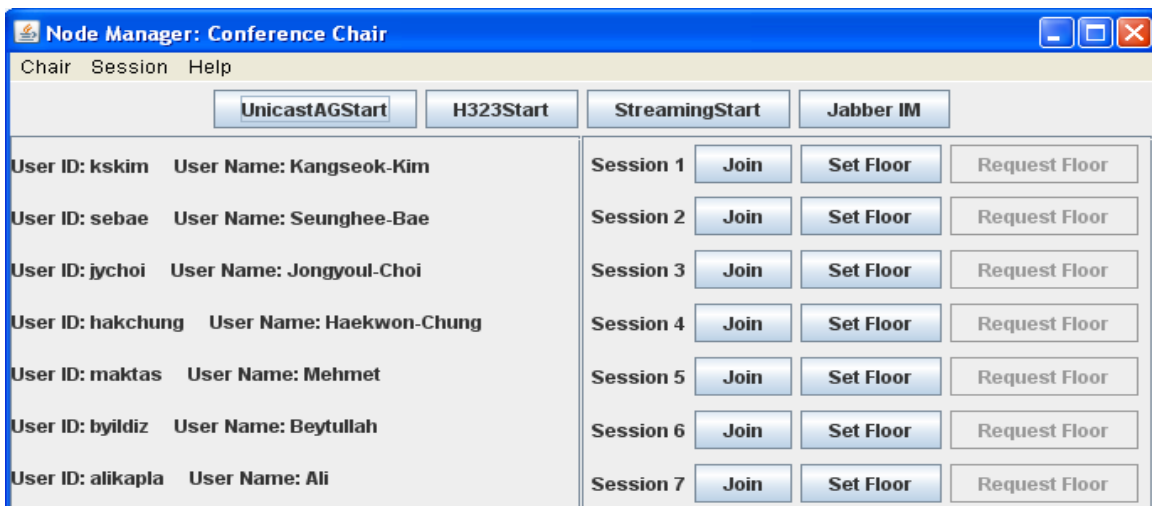 Node Manager: Conference Chair
Chair Session Help
UnicastAGStart H323Start StreamingStart Jabber IM
User ID: kskim User Name: Kangseok-Kim
Session 1 Join Set Floor Request Floor
User ID: sebae User Name: Seunghee-Bae
Session 2 Join Set Floor Request Floor
User ID: jychoi User Name: Jongyoul-Choi
Session 3 Join Set Floor Request Floor
User ID: hakchung User Name: Haekwon-Chung
Session 4 Join Set Floor Request Floor
User ID: maktas User Name: Mehmet
Session 5 Join Set Floor Request Floor
User ID: byildiz User Name: Beytullah
Session 6 Join Set Floor Request Floor
User ID: alikapla User Name: Ali
Session 7 Join Set Floor Request Floor